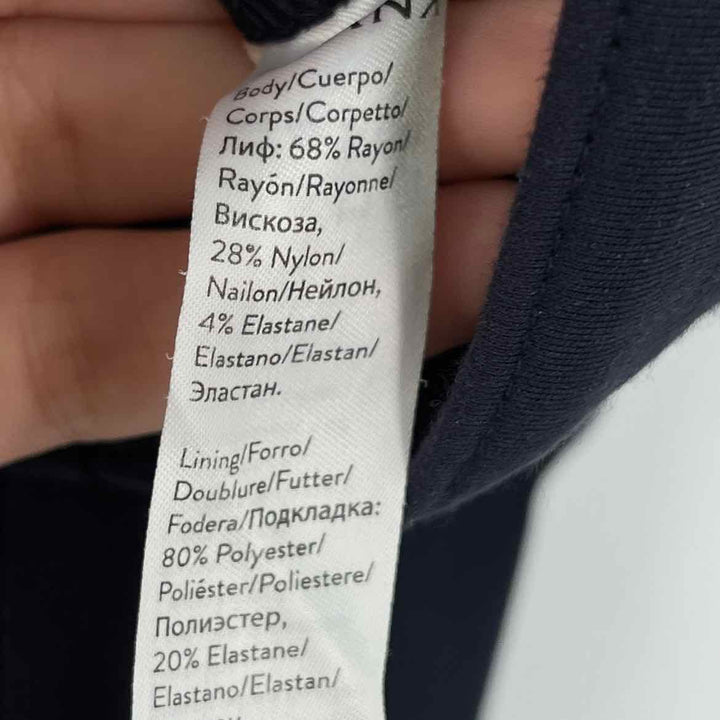 Body/Cuerpo/
Corps/Corpetto/
Лиф: 68% Rayon/
Rayón/Rayonne/
Вискоза,
28% Nylon/
Nailon/Нейлон,
4% Elastane/
Elastano/Elastan/
Эластан.
Lining/Forro/
Doublure/Futter/
Fodera/Подкладка:
80% Polyester/
Poliéster/Poliestere/
Полиэстер,
20% Elastane/
Elastano/Elastan/